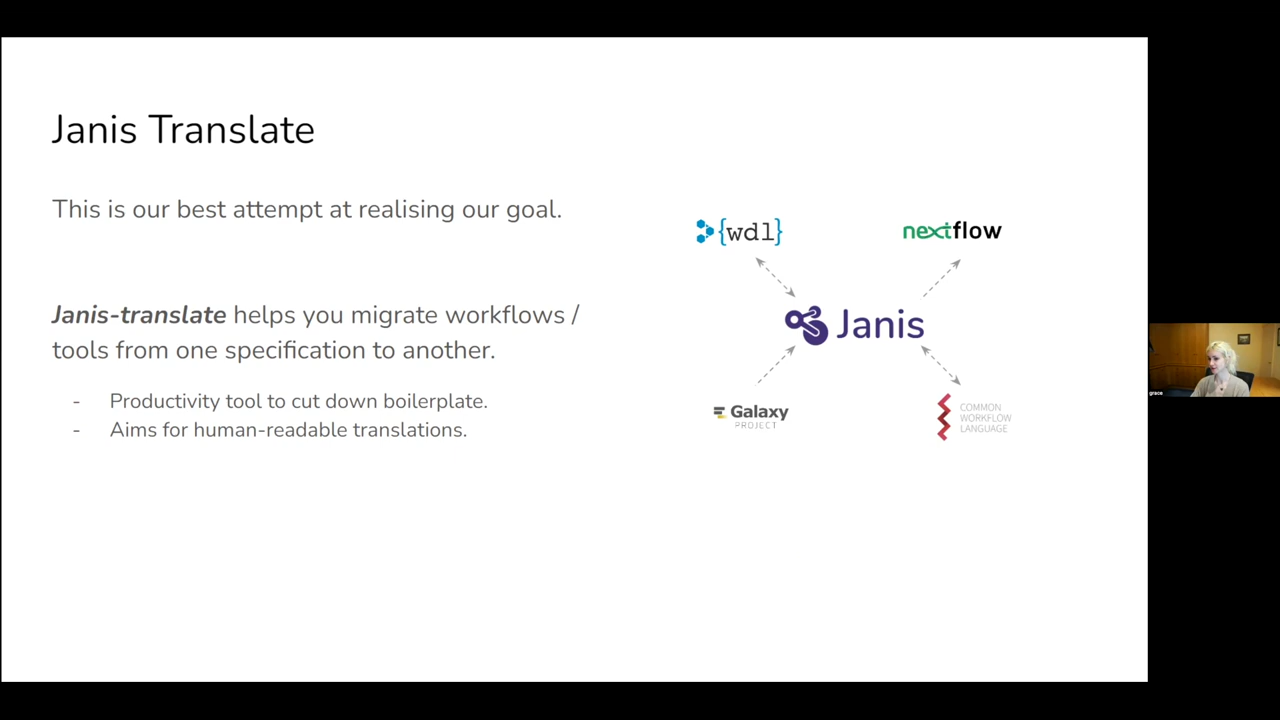 Janis Translate
This is our best attempt at realising our goal.
Janis-translate helps you migrate workflows /
tools from one specification to another.
- Productivity tool to cut down boilerplate.
- Aims for human-readable translations.
{wdl}
nextflow
Janis
Galaxy
PROJECT
COMMON
WORKFLOW
LANGUAGE
grace